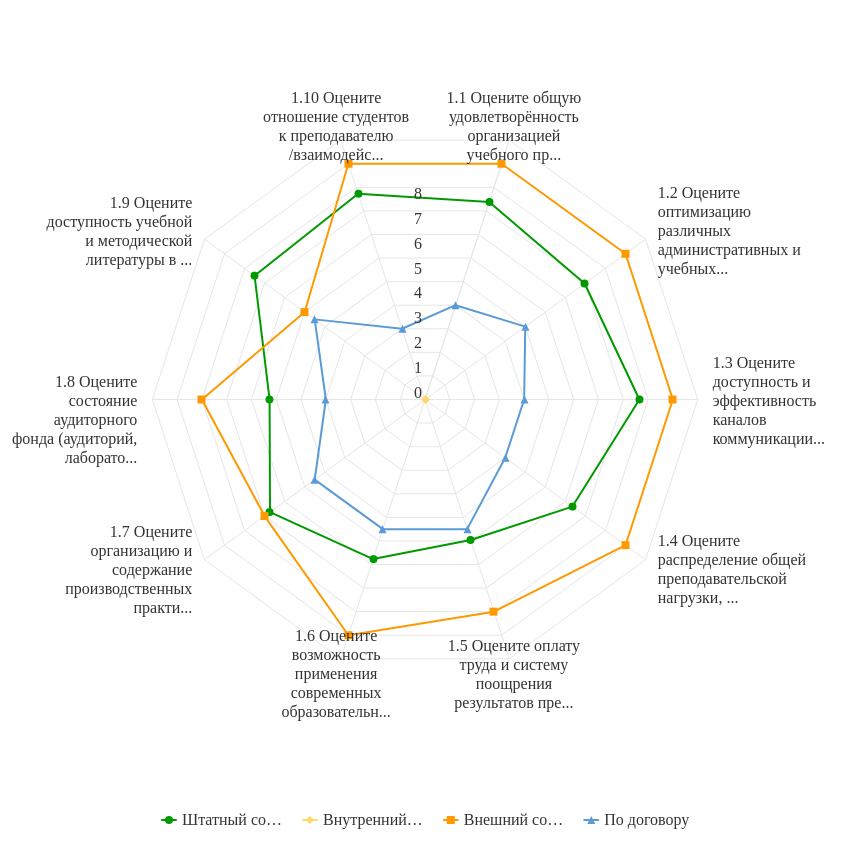 1.10 Оцените
отношение студентов
к преподавателю
/взаимодейс...
1.1 Оцените общую
удовлетворённость
организацией
учебного пр...
1.2 Оцените
оптимизацию
различных
административных и
учебных...
1.3 Оцените
доступность и
эффективность
каналов
коммуникации...
1.4 Оцените
распределение общей
преподавательской
нагрузки, ...
1.5 Оцените оплату
труда и систему
поощрения
результатов пре...
1.6 Оцените
возможность
применения
современных
образовательн...
1.7 Оцените
организацию и
содержание
производственных
практи...
1.8 Оцените
состояние
аудиторного
фонда (аудиторий,
лаборато...
1.9 Оцените
доступность учебной
и методической
литературы в ...
8
7
6
5
4
3
2
1
0
Штатный со...
Внутренний...
Внешний со...
По договору